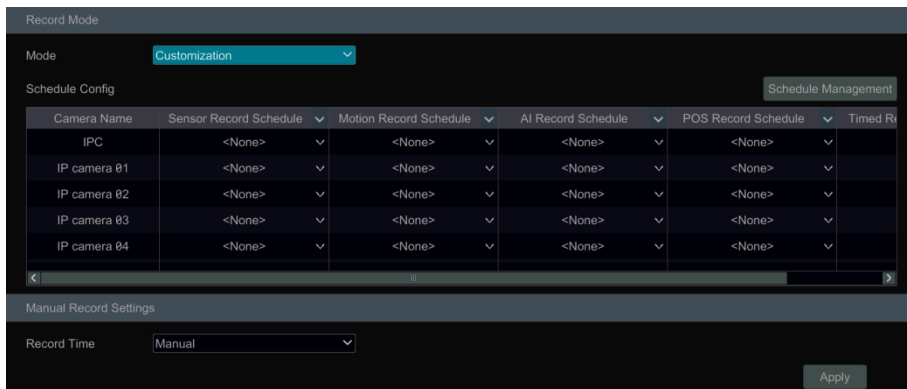 Record Mode
Mode Customization
Schedule Config Schedule Management
Camera Name Sensor Record Schedule Motion Record Schedule AI Record Schedule POS Record Schedule Timed Re
IPC <None> <None> <None> <None>
IP camera 01 <None> <None> <None> <None>
IP camera 02 <None> <None> <None> <None>
IP camera 03 <None> <None> <None> <None>
IP camera 04 <None> <None> <None> <None>
Manual Record Settings
Record Time Manual
Apply